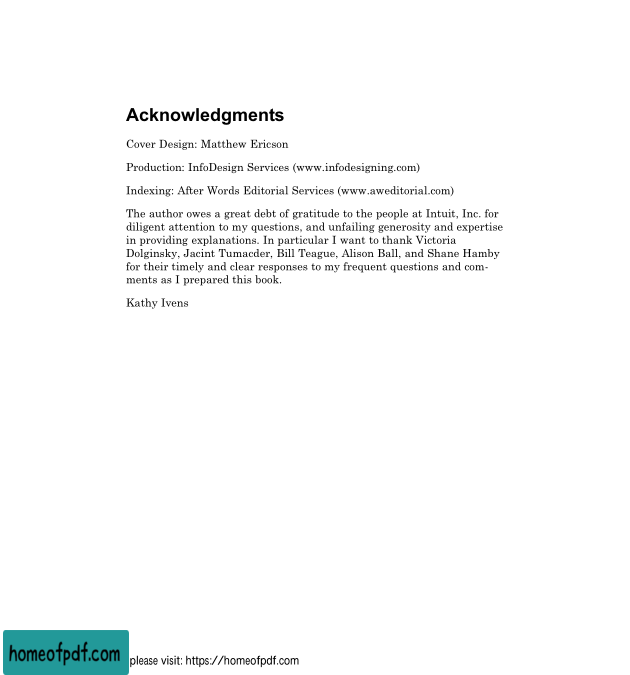 Acknowledgments
Cover Design: Matthew Ericson
Production: InfoDesign Services (www.infodesigning.com)
Indexing: After Words Editorial Services (www.aweditorial.com)
The author owes a great debt of gratitude to the people at Intuit, Inc. for
diligent attention to my questions, and unfailing generosity and expertise
in providing explanations. In particular I want to thank Victoria
Dolginsky, Jacint Tumacder, Bill Teague, Alison Ball, and Shane Hamby
for their timely and clear responses to my frequent questions and com-
ments as I prepared this book.
Kathy Ivens
homeofpdf.com
please visit: https://homeofpdf.com